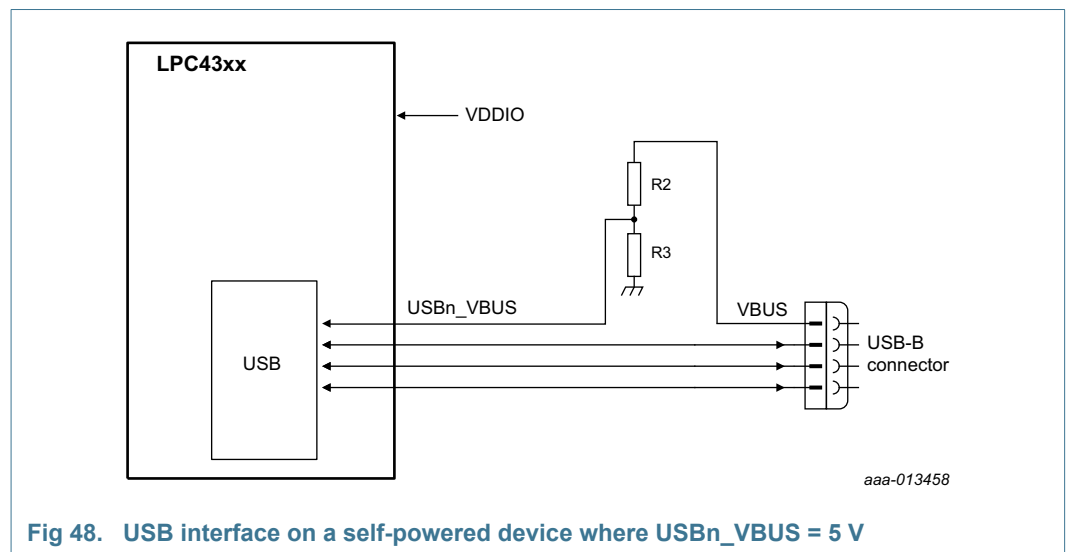 LPC43xx
VDDIO
R2
R3
USBn_VBUS
VBUS
USB
USB-B
connector
aaa-013458
Fig 48. USB interface on a self-powered device where USBn_VBUS = 5 V